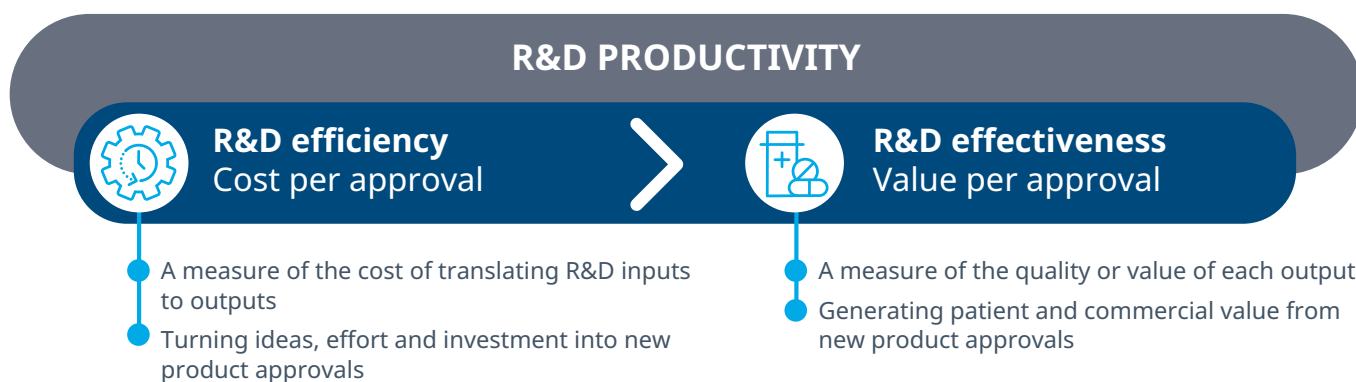 R&D PRODUCTIVITY
R&D efficiency
Cost per approval
R&D effectiveness
Value per approval
A measure of the cost of translating R&D inputs
to outputs
Turning ideas, effort and investment into new
product approvals
A measure of the quality or value of each output
Generating patient and commercial value from
new product approvals